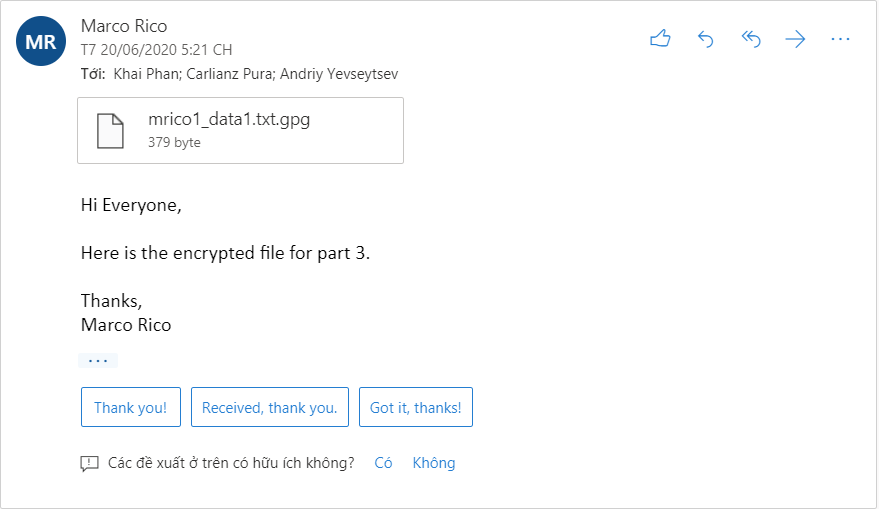 MR
Marco Rico
T7 20/06/2020 5:21 CH
Tới: Khai Phan; Carlianz Pura; Andriy Yevseytsev
mrico1_data1.txt.gpg
379 byte
Hi Everyone,
Here is the encrypted file for part 3.
Thanks,
Marco Rico
...
Thank you! Received, thank you. Got it, thanks!
Các đề xuất ở trên có hữu ích không? Có Không